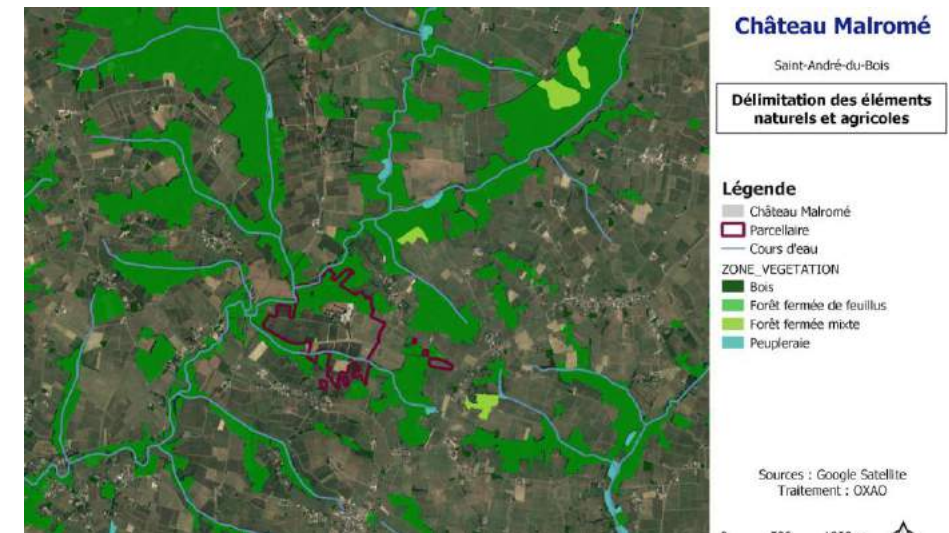 Château Malromé
Saint-André-du-Bois
Délimitation des éléments
naturels et agricoles
Légende
Château Malromé
Parcellaire
Cours d'eau
ZONE_VEGETATION
Bois
Forêt fermée de feuillus
Forêt fermée mixte
Peupleraie
Sources : Google Satellite
Traitement : OXAO